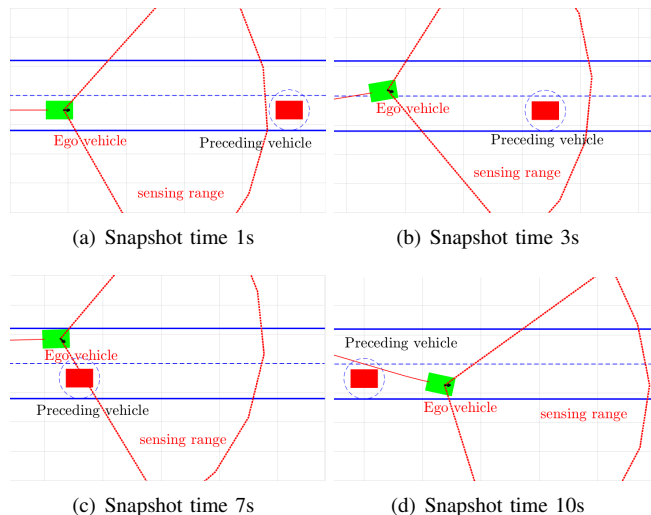 Ego vehicle
Preceding vehicle
sensing range
(a) Snapshot time 1s
Ego vehicle
Preceding vehicle
sensing range
(b) Snapshot time 3s
Ego vehicle
Preceding vehicle
sensing range
(c) Snapshot time 7s
Preceding vehicle
Ego vehicle
sensing range
(d) Snapshot time 10s